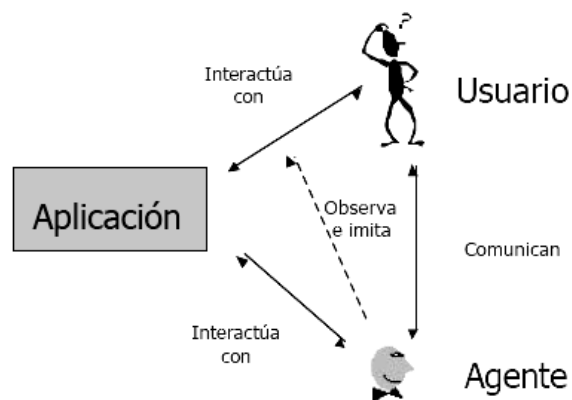 ?
Interactúa
con
Usuario
Aplicación
Observa
e imita
Comunican
Interactúa
con
Agente